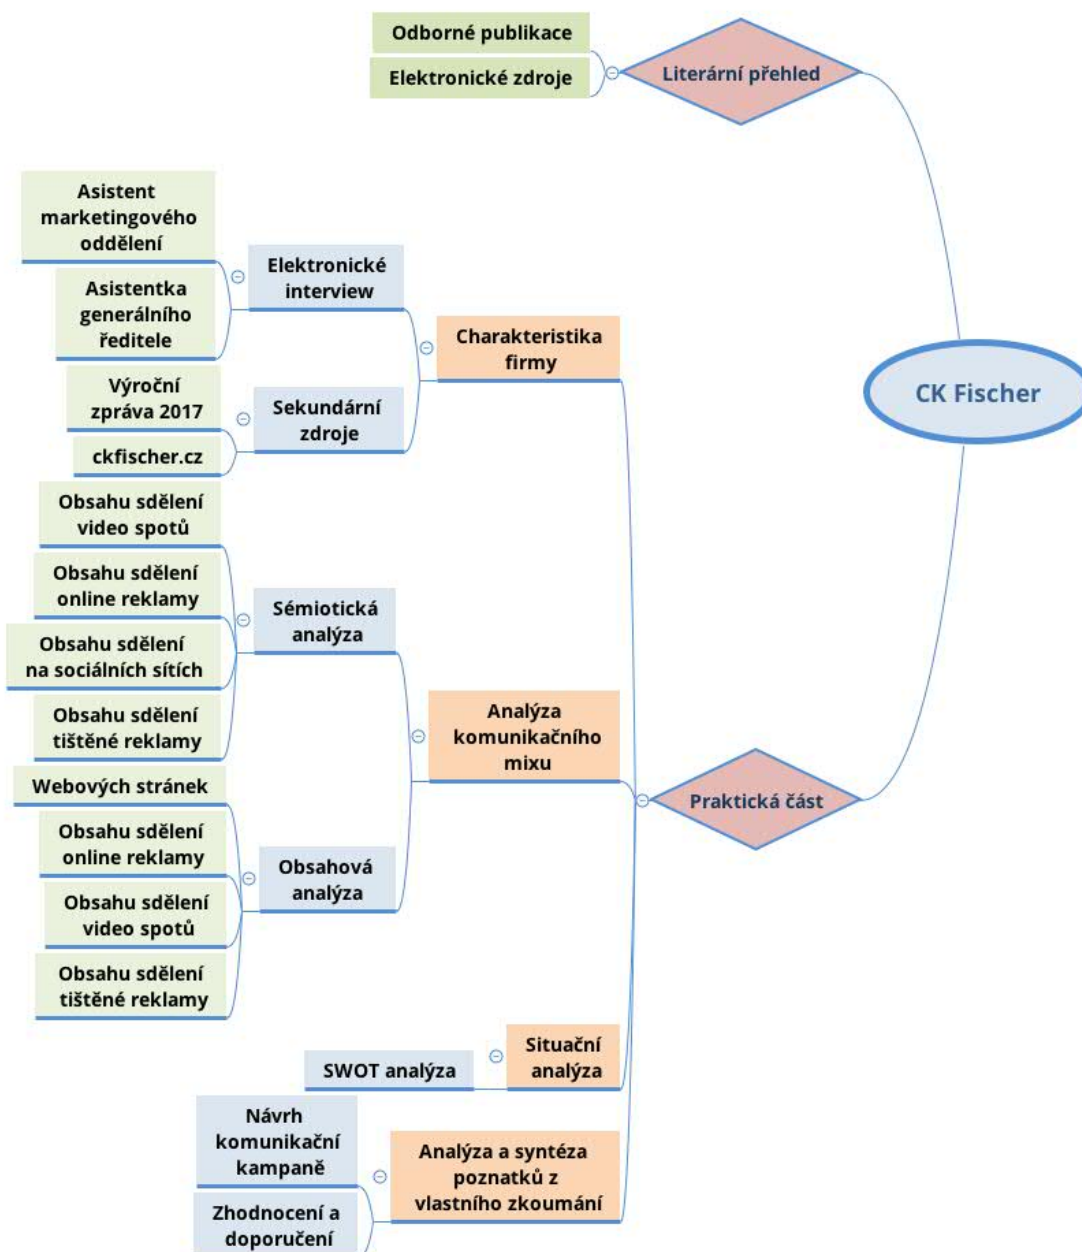 Odborné publikace
Elektronické zdroje
Literární přehled
CK Fischer
Asistent
marketingového
oddělení
Asistentka
generálního
ředitele
Elektronické
interview
Výroční
zpráva 2017
ckfischer.cz
Sekundární
zdroje
Charakteristika
firmy
Obsahu sdělení
video spotů
Obsahu sdělení
online reklamy
Obsahu sdělení
na sociálních sítích
Obsahu sdělení
tištěné reklamy
Sémiotická
analýza
Webových stránek
Obsahu sdělení
online reklamy
Obsahu sdělení
video spotů
Obsahu sdělení
tištěné reklamy
Obsahová
analýza
Analýza
komunikačního
mixu
Praktická část
SWOT analýza
Situační
analýza
Návrh
komunikační
kampaně
Zhodnocení a
doporučení
Analýza a syntéza
poznatků z
vlastního zkoumání